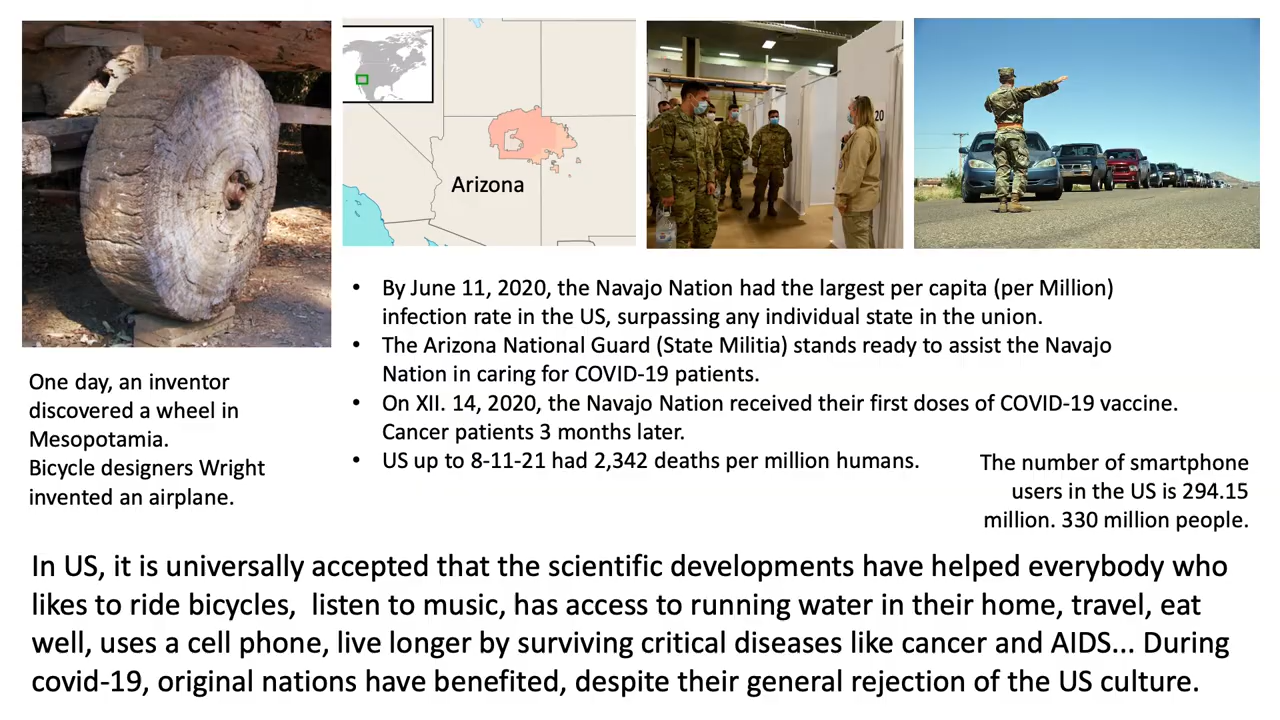 Arizona
20
One day, an inventor
discovered a wheel in
Mesopotamia.
Bicycle designers Wright
invented an airplane.
• By June 11, 2020, the Navajo Nation had the largest per capita (per Million)
infection rate in the US, surpassing any individual state in the union.
• The Arizona National Guard (State Militia) stands ready to assist the Navajo
Nation in caring for COVID-19 patients.
• On XII. 14, 2020, the Navajo Nation received their first doses of COVID-19 vaccine.
Cancer patients 3 months later.
• US up to 8-11-21 had 2,342 deaths per million humans.
The number of smartphone
users in the US is 294.15
million. 330 million people.
In US, it is universally accepted that the scientific developments have helped everybody who
likes to ride bicycles,  listen to music, has access to running water in their home, travel, eat
well, uses a cell phone, live longer by surviving critical diseases like cancer and AIDS... During
covid-19, original nations have benefited, despite their general rejection of the US culture.